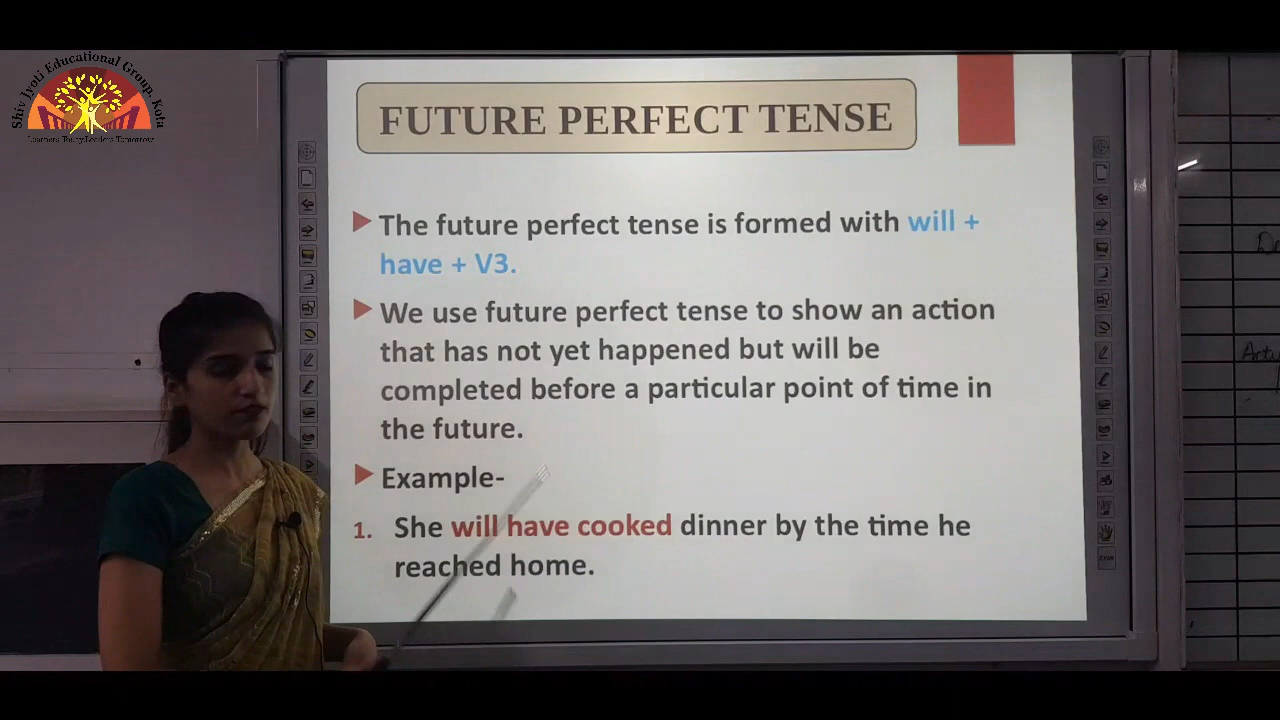 Shiv Jyoti Educational Group, Kota
FUTURE PERFECT TENSE
The future perfect tense is formed with will +
have + V3.
We use future perfect tense to show an action
that has not yet happened but will be
completed before a particular point of time in
the future.
Example-
1. She will have cooked dinner by the time he
reached home.